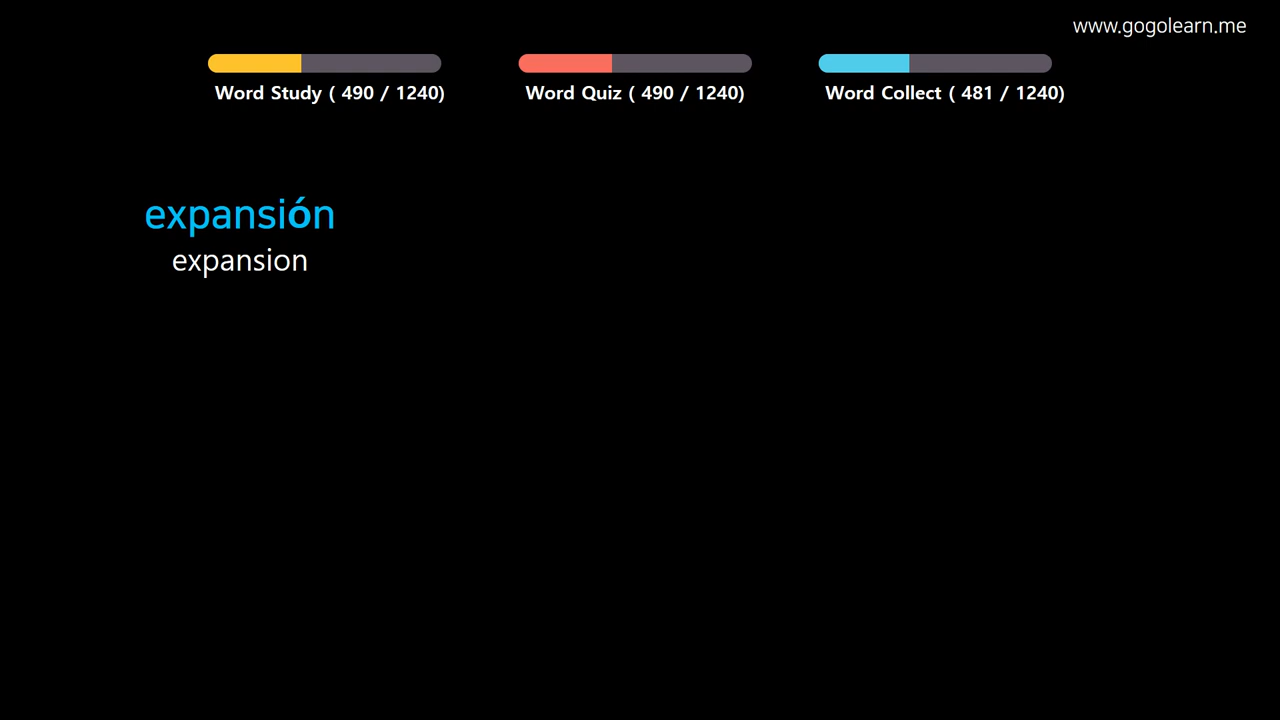 www.gogolearn.me
Word Study ( 490 / 1240)
Word Quiz ( 490 / 1240)
Word Collect ( 481 / 1240)
expansión
expansion